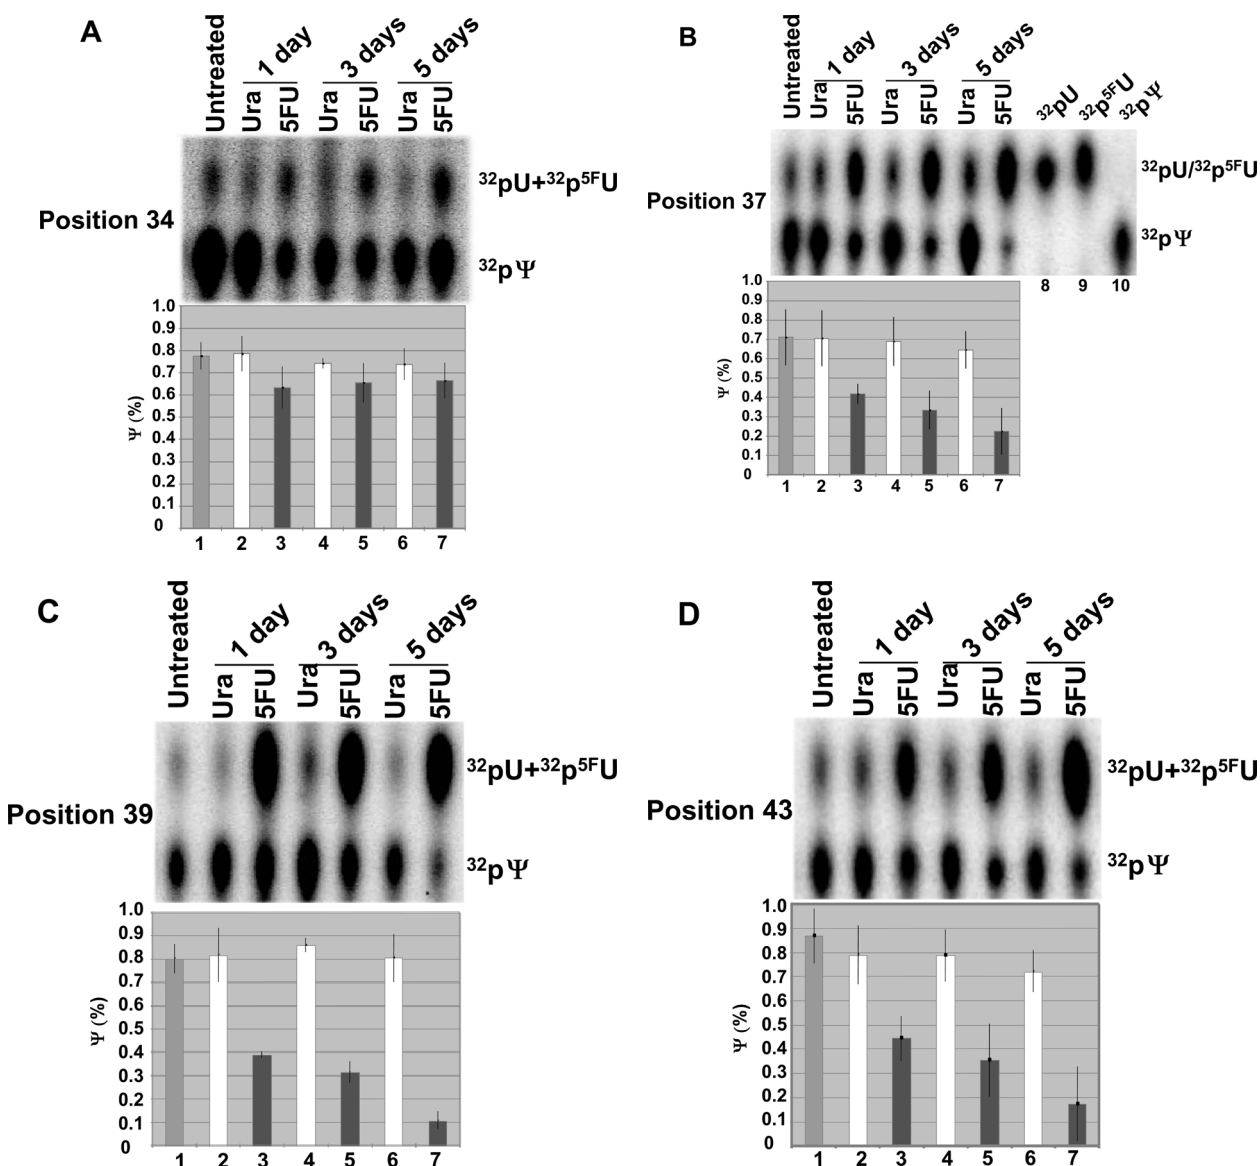 A
Untreated
1 day
3 days
5 days
Ura
5FU
Ura
5FU
Ura
5FU
Position 34
³²pU+³²p⁵ᶠU
³²pΨ
Ψ (%)
1.0
0.9
0.8
0.7
0.6
0.5
0.4
0.3
0.2
0.1
0
1 2 3 4 5 6 7
B
Untreated
1 day
3 days
5 days
Ura
5FU
Ura
5FU
Ura
5FU
³²pU
³²p⁵ᶠU
³²pΨ
Position 37
³²pU/³²p⁵ᶠU
³²pΨ
8 9 10
Ψ (%)
1.0
0.9
0.8
0.7
0.6
0.5
0.4
0.3
0.2
0.1
0
1 2 3 4 5 6 7
C
Untreated
1 day
3 days
5 days
Ura
5FU
Ura
5FU
Ura
5FU
Position 39
³²pU+³²p⁵ᶠU
³²pΨ
Ψ (%)
1.0
0.9
0.8
0.7
0.6
0.5
0.4
0.3
0.2
0.1
0
1 2 3 4 5 6 7
D
Untreated
1 day
3 days
5 days
Ura
5FU
Ura
5FU
Ura
5FU
Position 43
³²pU+³²p⁵ᶠU
³²pΨ
Ψ (%)
1.0
0.9
0.8
0.7
0.6
0.5
0.4
0.3
0.2
0.1
0
1 2 3 4 5 6 7